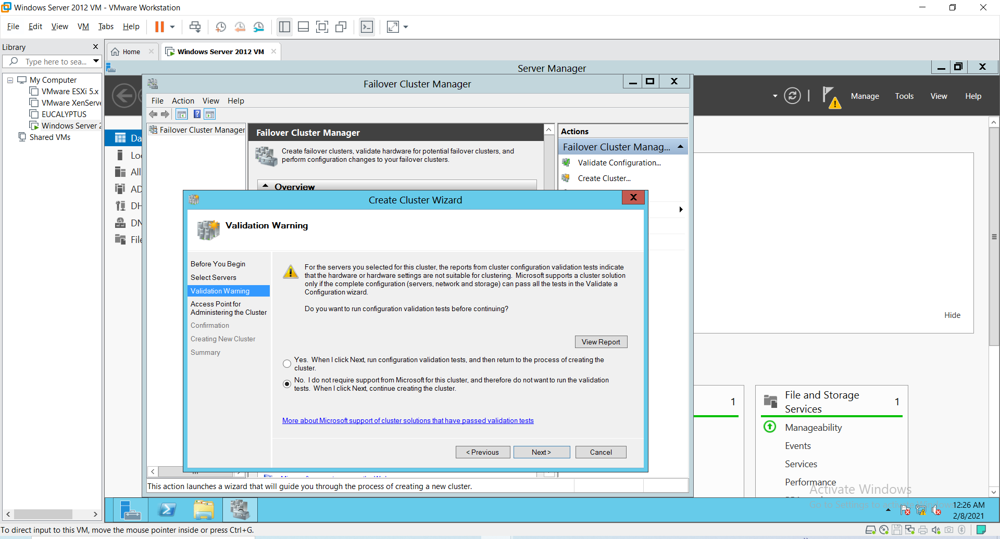 Windows Server 2012 VM - VMware Workstation
File Edit View VM Tabs Help
Library
Type here to sea...
My Computer
VMware ESXi 5.x
VMware XenServe
EUCALYPTUS
Windows Server 2
Shared VMs
Home
Windows Server 2012 VM
Server Manager
Manage Tools View Help
Da
Loc
All
AD
DH
DN
File
Failover Cluster Manager
File Action View Help
Failover Cluster Manager
Failover Cluster Manager
Create failover clusters, validate hardware for potential failover clusters, and
perform configuration changes to your failover clusters.
Overview
Actions
Failover Cluster Manag...
Validate Configuration...
Create Cluster...
Create Cluster Wizard
Validation Warning
Before You Begin
Select Servers
Validation Warning
Access Point for
Administering the Cluster
Confirmation
Creating New Cluster
Summary
For the servers you selected for this cluster, the reports from cluster configuration validation tests indicate
that the hardware or hardware settings are not suitable for clustering. Microsoft supports a cluster solution
only if the complete configuration (servers, network and storage) can pass all the tests in the Validate a
Configuration wizard.
Do you want to run configuration validation tests before continuing?
View Report
Yes. When I click Next, run configuration validation tests, and then return to the process of creating the
cluster.
No. I do not require support from Microsoft for this cluster, and therefore do not want to run the validation
tests. When I click Next, continue creating the cluster.
More about Microsoft support of cluster solutions that have passed validation tests
< Previous
Next >
Cancel
This action launches a wizard that will guide you through the process of creating a new cluster.
Hide
1
File and Storage
Services
1
Manageability
Events
Services
Performance
Activate Windows
12:26 AM
2/8/2021
To direct input to this VM, move the mouse pointer inside or press Ctrl+G.